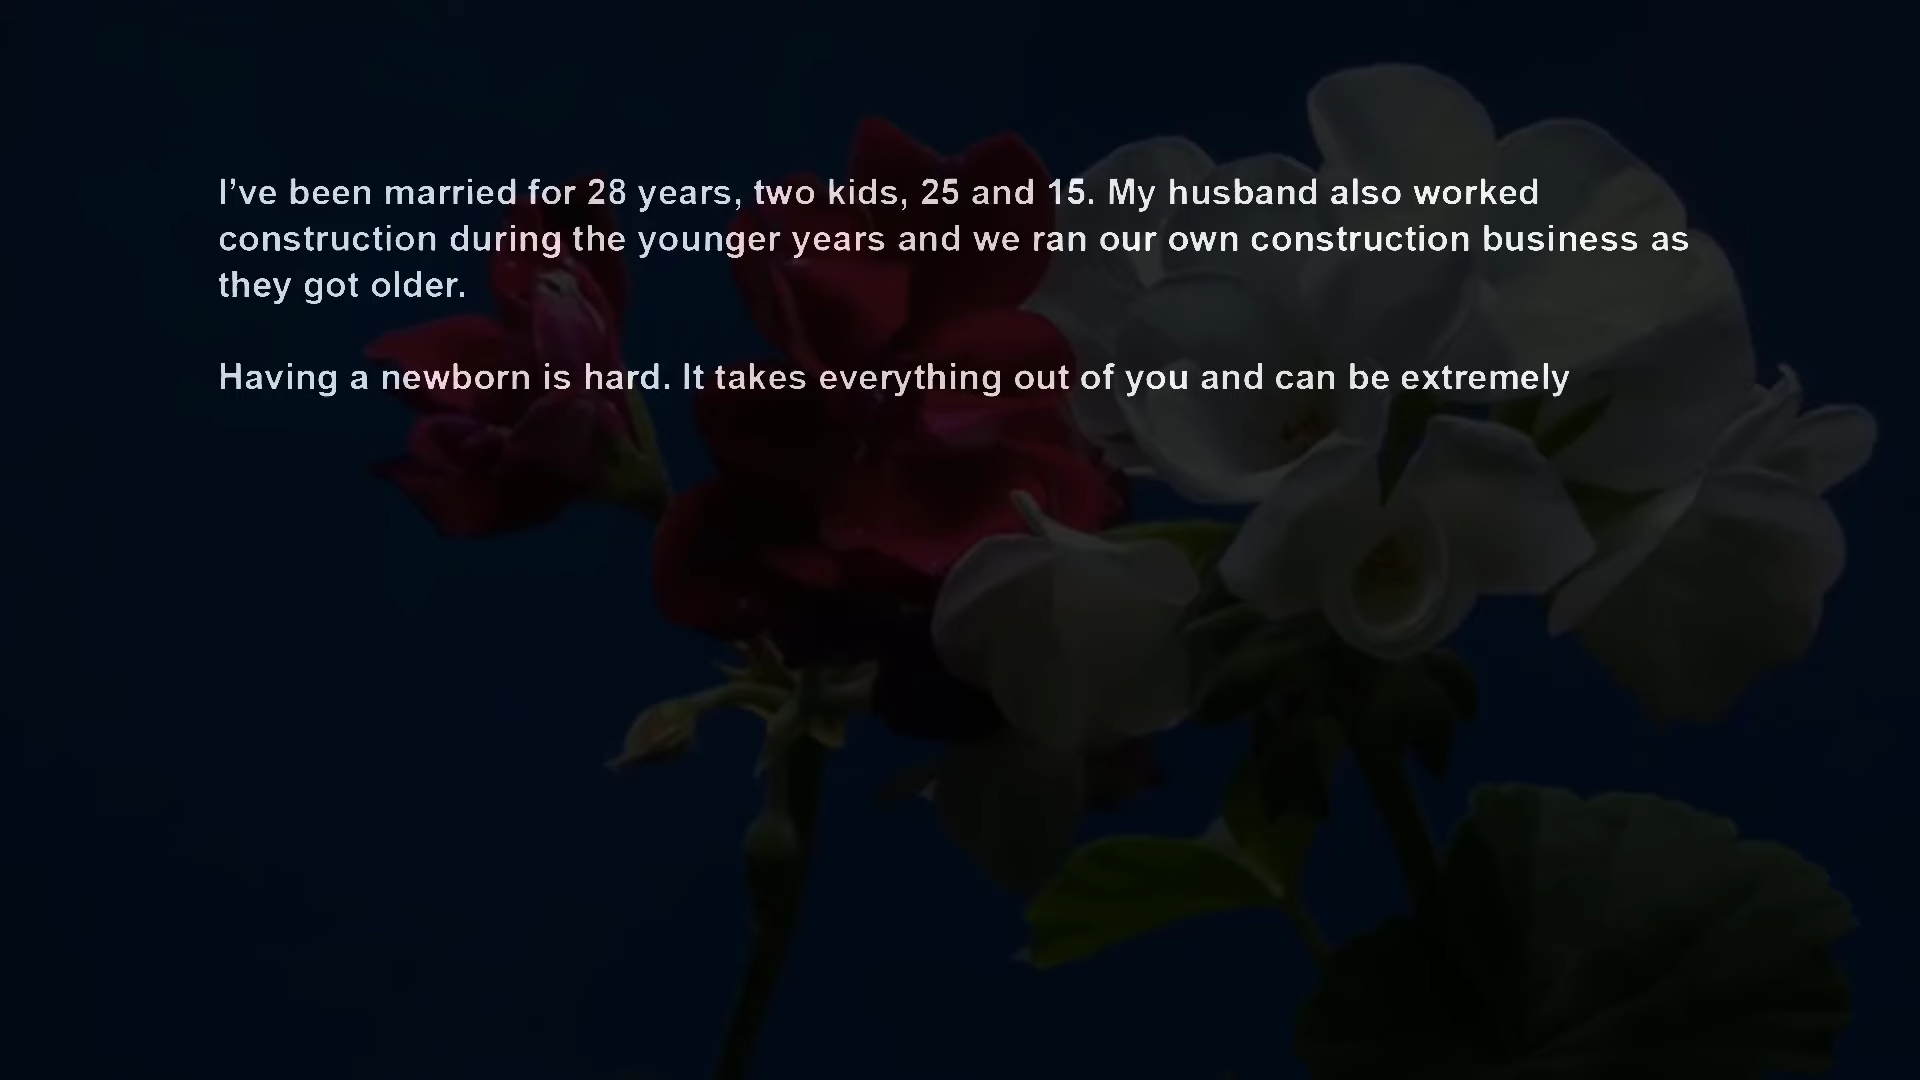 I’ve been married for 28 years, two kids, 25 and 15. My husband also worked
construction during the younger years and we ran our own construction business as
they got older.
Having a newborn is hard. It takes everything out of you and can be extremely